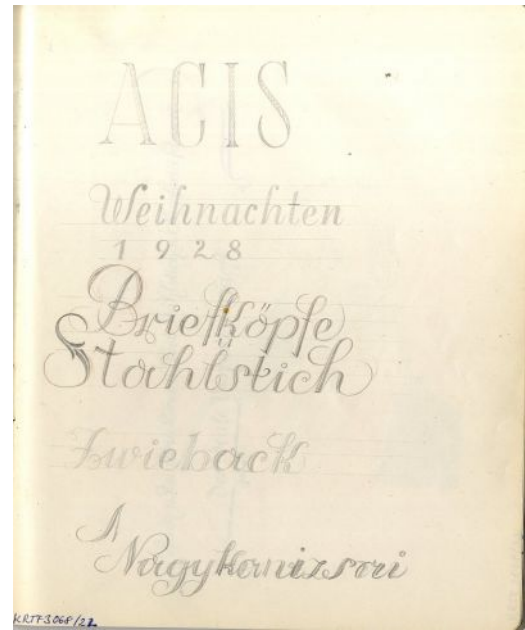 ACIS
Weihnachten
1928
Briefköpfe
Stahlstich
Zwieback
A
Nagykanizsai
KRTF3068/22